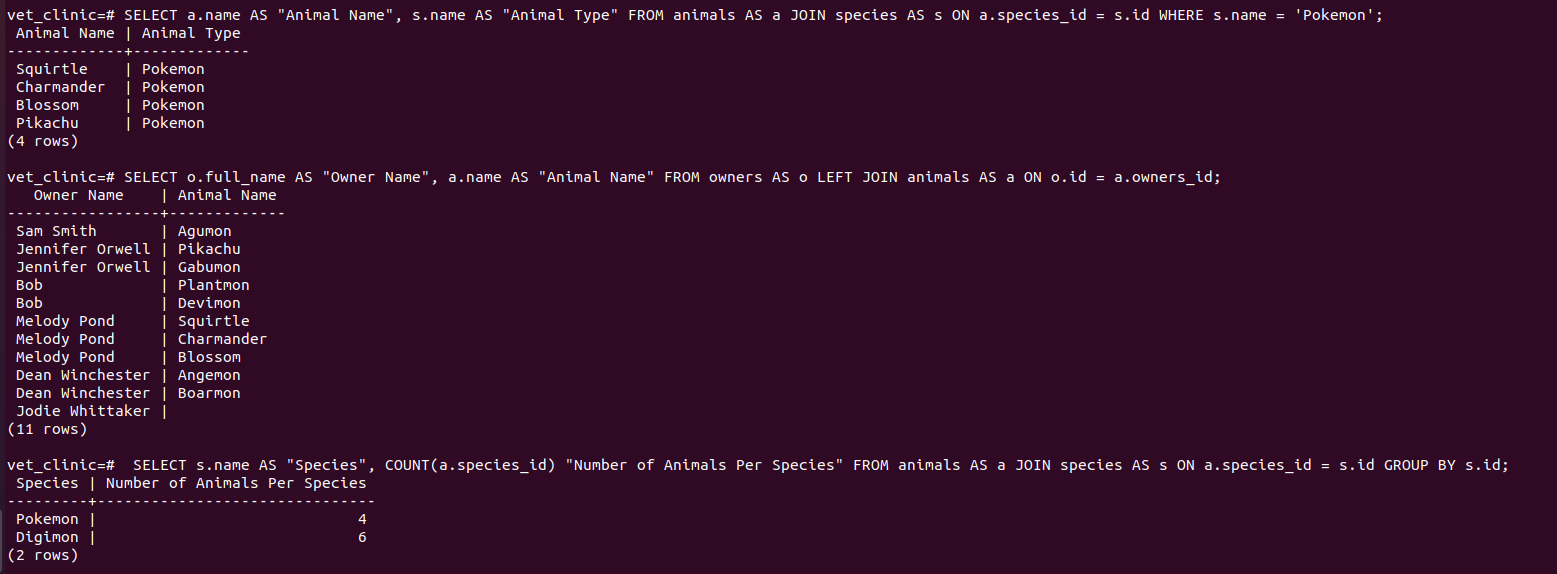 vet_clinic=# SELECT a.name AS "Animal Name", s.name AS "Animal Type" FROM animals AS a JOIN species AS s ON a.species_id = s.id WHERE s.name = 'Pokemon';
 Animal Name | Animal Type
-------------+-------------
 Squirtle    | Pokemon
 Charmander  | Pokemon
 Blossom     | Pokemon
 Pikachu     | Pokemon
(4 rows)

vet_clinic=# SELECT o.full_name AS "Owner Name", a.name AS "Animal Name" FROM owners AS o LEFT JOIN animals AS a ON o.id = a.owners_id;
   Owner Name    | Animal Name
-----------------+-------------
 Sam Smith       | Agumon
 Jennifer Orwell | Pikachu
 Jennifer Orwell | Gabumon
 Bob             | Plantmon
 Bob             | Devimon
 Melody Pond     | Squirtle
 Melody Pond     | Charmander
 Melody Pond     | Blossom
 Dean Winchester | Angemon
 Dean Winchester | Boarmon
 Jodie Whittaker |
(11 rows)

vet_clinic=#  SELECT s.name AS "Species", COUNT(a.species_id) "Number of Animals Per Species" FROM animals AS a JOIN species AS s ON a.species_id = s.id GROUP BY s.id;
 Species | Number of Animals Per Species
---------+-------------------------------
 Pokemon |                             4
 Digimon |                             6
(2 rows)